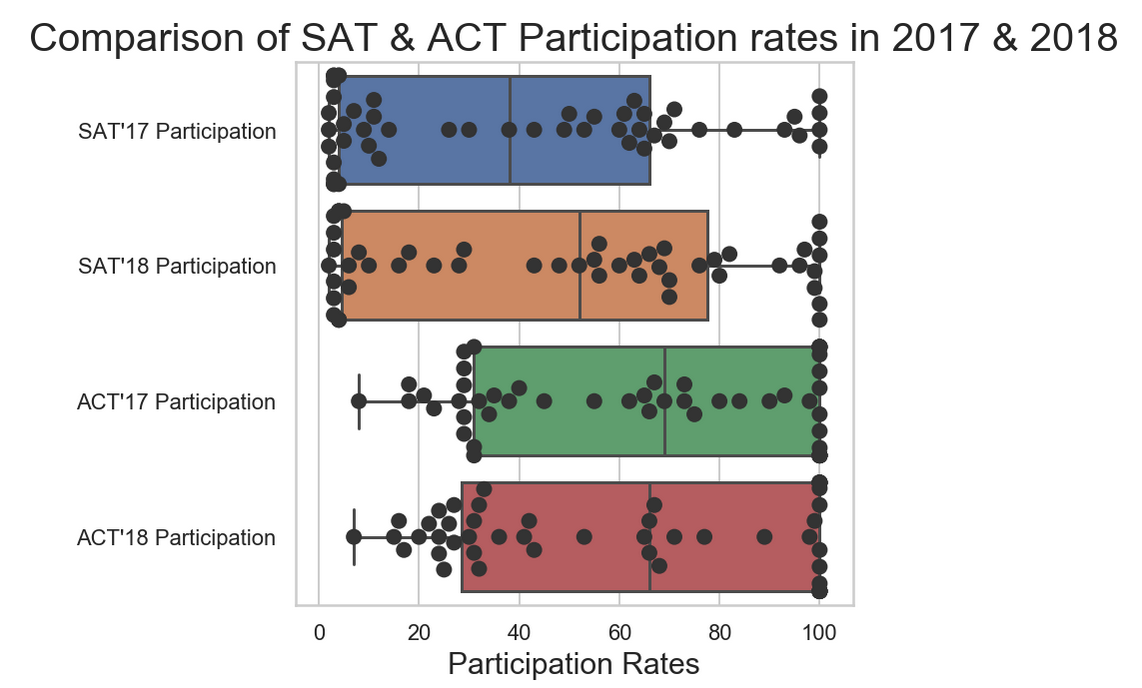 Comparison of SAT & ACT Participation rates in 2017 & 2018
SAT'17 Participation
SAT'18 Participation
ACT'17 Participation
ACT'18 Participation
0 20 40 60 80 100
Participation Rates